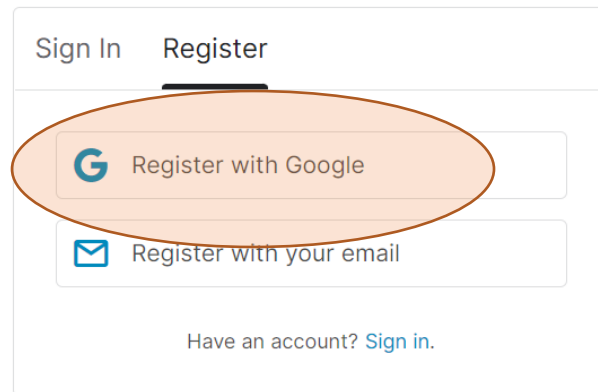 Sign In Register
Register with Google
Register with your email
Have an account? Sign in.